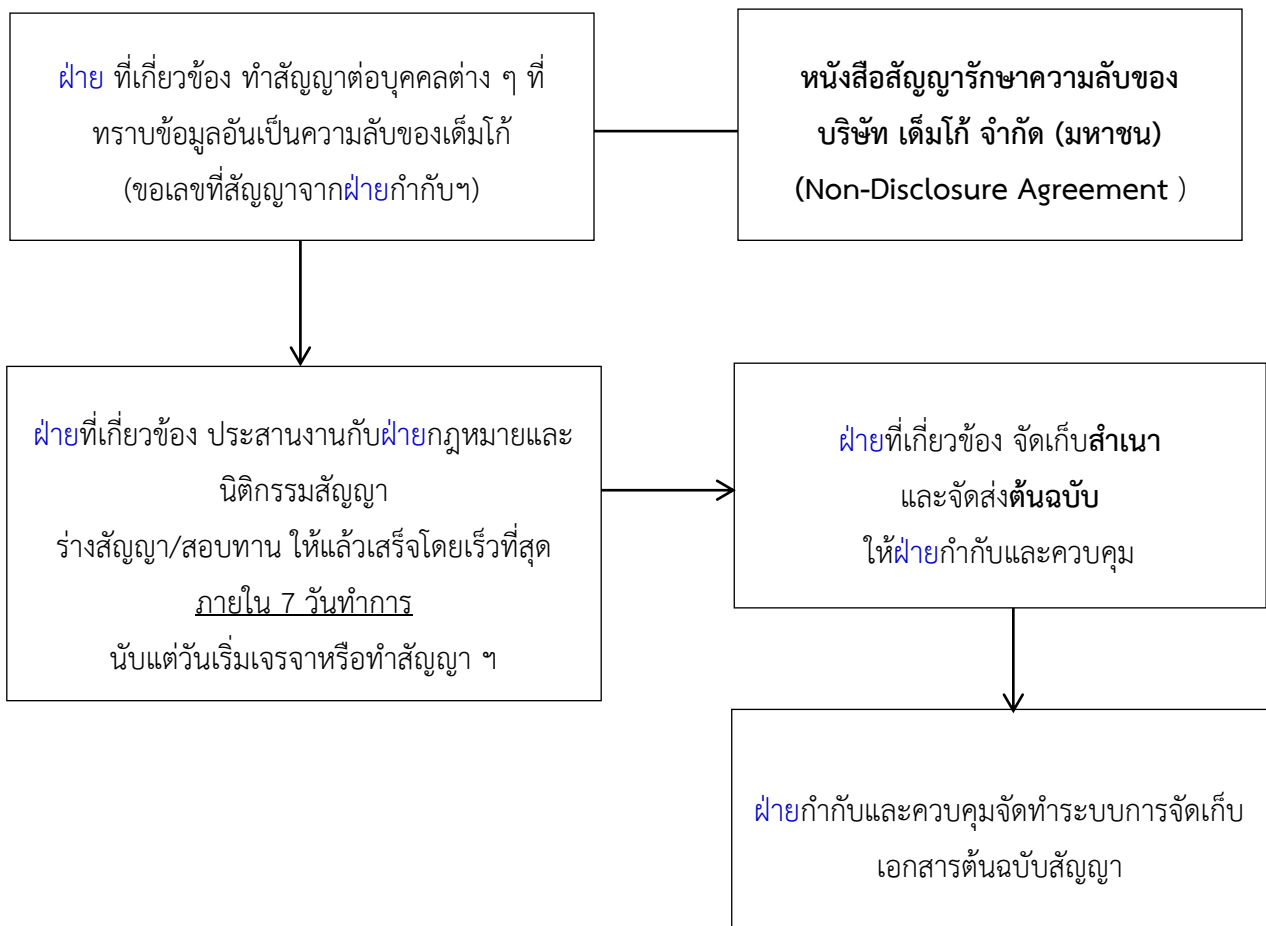 ฝ่าย ที่เกี่ยวข้อง ทำสัญญาต่อบุคคลต่าง ๆ ที่
ทราบข้อมูลอันเป็นความลับของเด็มโก้
(ขอเลขที่สัญญาจากฝ่ายกำกับฯ)
หนังสือสัญญารักษาความลับของ
บริษัท เด็มโก้ จำกัด (มหาชน)
(Non-Disclosure Agreement )
ฝ่ายที่เกี่ยวข้อง ประสานงานกับฝ่ายกฎหมายและ
นิติกรรมสัญญา
ร่างสัญญา/สอบทาน ให้แล้วเสร็จโดยเร็วที่สุด
ภายใน 7 วันทำการ
นับแต่วันเริ่มเจรจาหรือทำสัญญา ฯ
ฝ่ายที่เกี่ยวข้อง จัดเก็บสำเนา
และจัดส่งต้นฉบับ
ให้ฝ่ายกำกับและควบคุม
ฝ่ายกำกับและควบคุมจัดทำระบบการจัดเก็บ
เอกสารต้นฉบับสัญญา